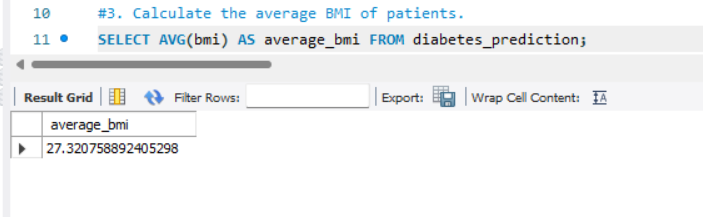 10 #3. Calculate the average BMI of patients.
11 SELECT AVG(bmi) AS average_bmi FROM diabetes_prediction;
Result Grid Filter Rows: Export: Wrap Cell Content: IA
average_bmi
27.320758892405298